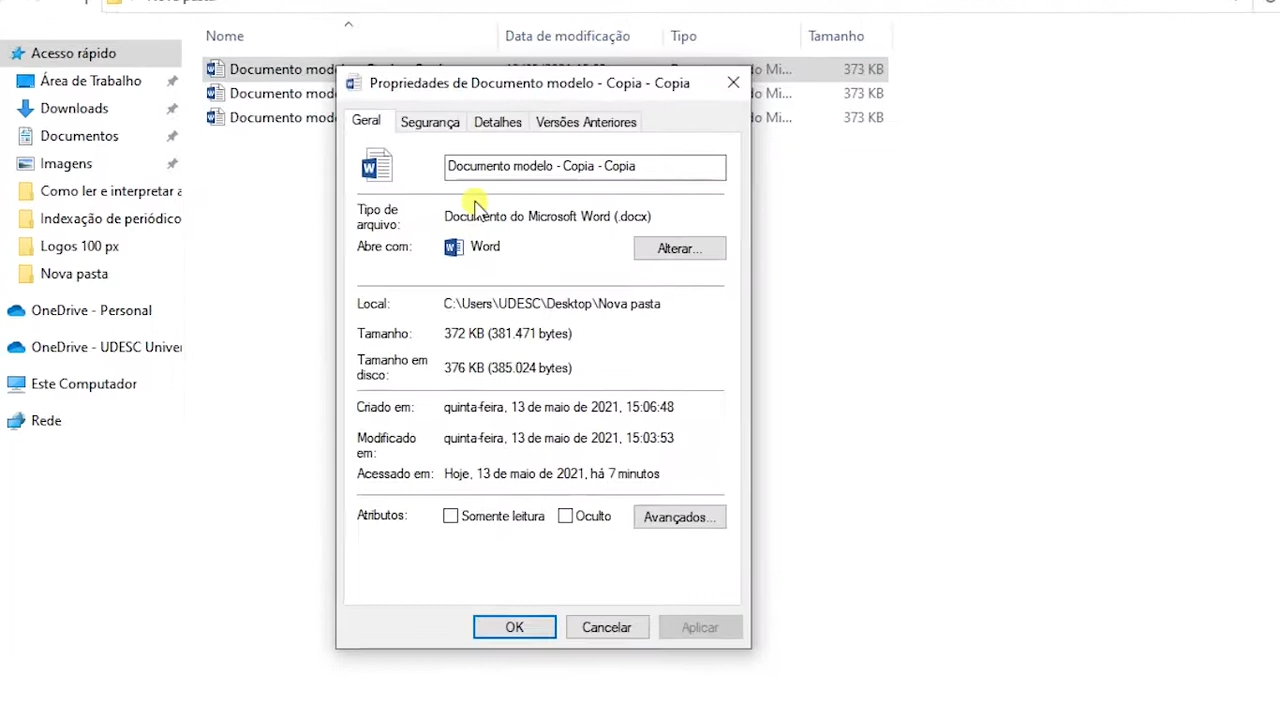 Nome Data de modificação Tipo Tamanho
Acesso rápido
Área de Trabalho
Downloads
Documentos
Imagens
Como ler e interpretar a
Indexação de periódico
Logos 100 px
Nova pasta
OneDrive - Personal
OneDrive - UDESC Univer
Este Computador
Rede
Documento mode 373 KB
Documento mode 373 KB
Documento mode 373 KB
Propriedades de Documento modelo - Copia - Copia
Geral Segurança Detalhes Versões Anteriores
Documento modelo - Copia - Copia
Tipo de arquivo: Documento do Microsoft Word (.docx)
Abre com: Word Alterar...
Local: C:\Users\UDESC\Desktop\Nova pasta
Tamanho: 372 KB (381.471 bytes)
Tamanho em disco: 376 KB (385.024 bytes)
Criado em: quinta-feira, 13 de maio de 2021, 15:06:48
Modificado em: quinta-feira, 13 de maio de 2021, 15:03:53
Acessado em: Hoje, 13 de maio de 2021, há 7 minutos
Atributos: Somente leitura Oculto Avançados...
OK Cancelar Aplicar